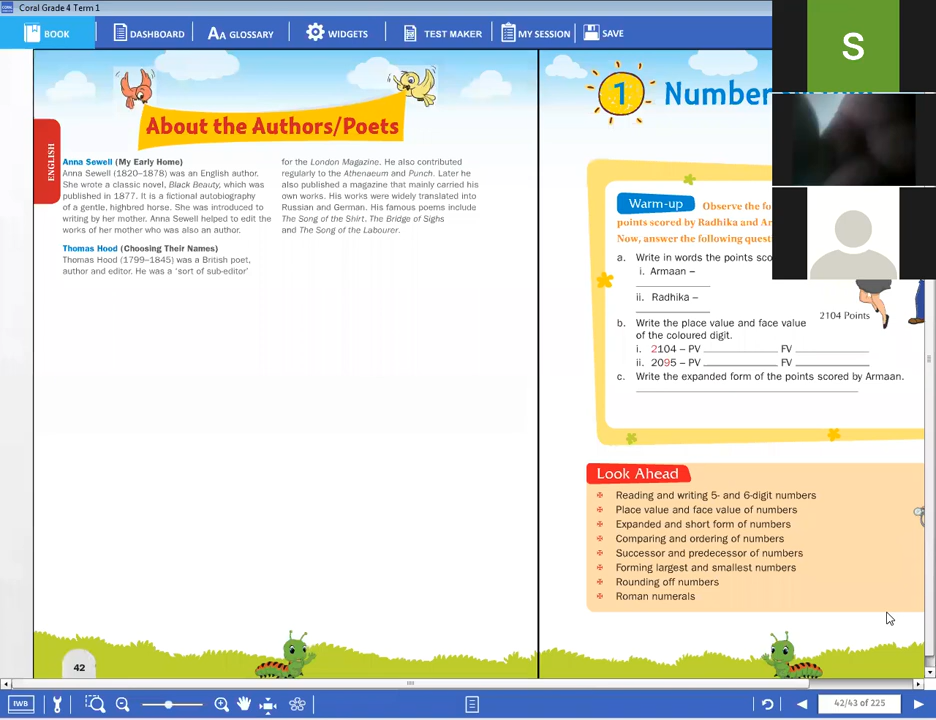 Coral Grade 4 Term 1
BOOK
DASHBOARD
AA GLOSSARY
WIDGETS
TEST MAKER
MY SESSION
SAVE
S
ENGLISH
About the Authors/Poets
Anna Sewell (My Early Home)
Anna Sewell (1820–1878) was an English author.
She wrote a classic novel, Black Beauty, which was
published in 1877. It is a fictional autobiography
of a gentle, highbred horse. She was introduced to
writing by her mother. Anna Sewell helped to edit the
works of her mother who was also an author.
Thomas Hood (Choosing Their Names)
Thomas Hood (1799–1845) was a British poet,
author and editor. He was a 'sort of sub-editor'
for the London Magazine. He also contributed
regularly to the Athenaeum and Punch. Later he
also published a magazine that mainly carried his
own works. His works were widely translated into
Russian and German. His famous poems include
The Song of the Shirt, The Bridge of Sighs
and The Song of the Labourer.
42
1 Number
Warm-up Observe the fo
points scored by Radhika and Ar
Now, answer the following quest
a. Write in words the points sco
i. Armaan –
ii. Radhika –
2104 Points
b. Write the place value and face value
of the coloured digit.
i. 2104 – PV FV
ii. 2095 – PV FV
c. Write the expanded form of the points scored by Armaan.
Look Ahead
Reading and writing 5- and 6-digit numbers
Place value and face value of numbers
Expanded and short form of numbers
Comparing and ordering of numbers
Successor and predecessor of numbers
Forming largest and smallest numbers
Rounding off numbers
Roman numerals
IWB
42/43 of 225